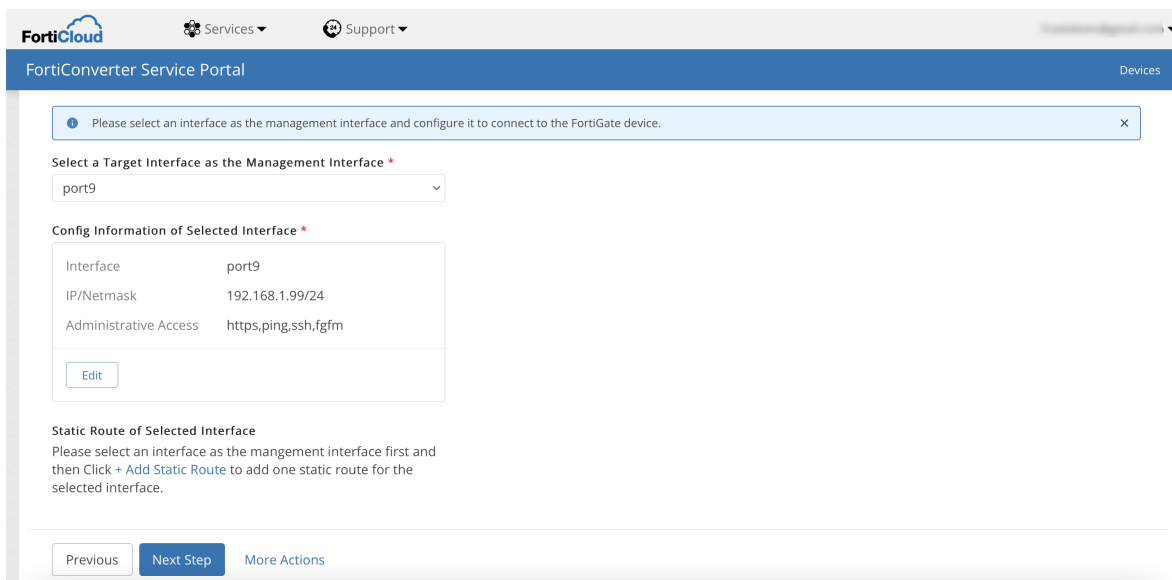 FortiCloud Services 24 Support
FortiConverter Service Portal Devices
Please select an interface as the management interface and configure it to connect to the FortiGate device.
Select a Target Interface as the Management Interface *
port9
Config Information of Selected Interface *
Interface port9
IP/Netmask 192.168.1.99/24
Administrative Access https,ping,ssh,fgfm
Edit
Static Route of Selected Interface
Please select an interface as the mangement interface first and
then Click + Add Static Route to add one static route for the
selected interface.
Previous Next Step More Actions